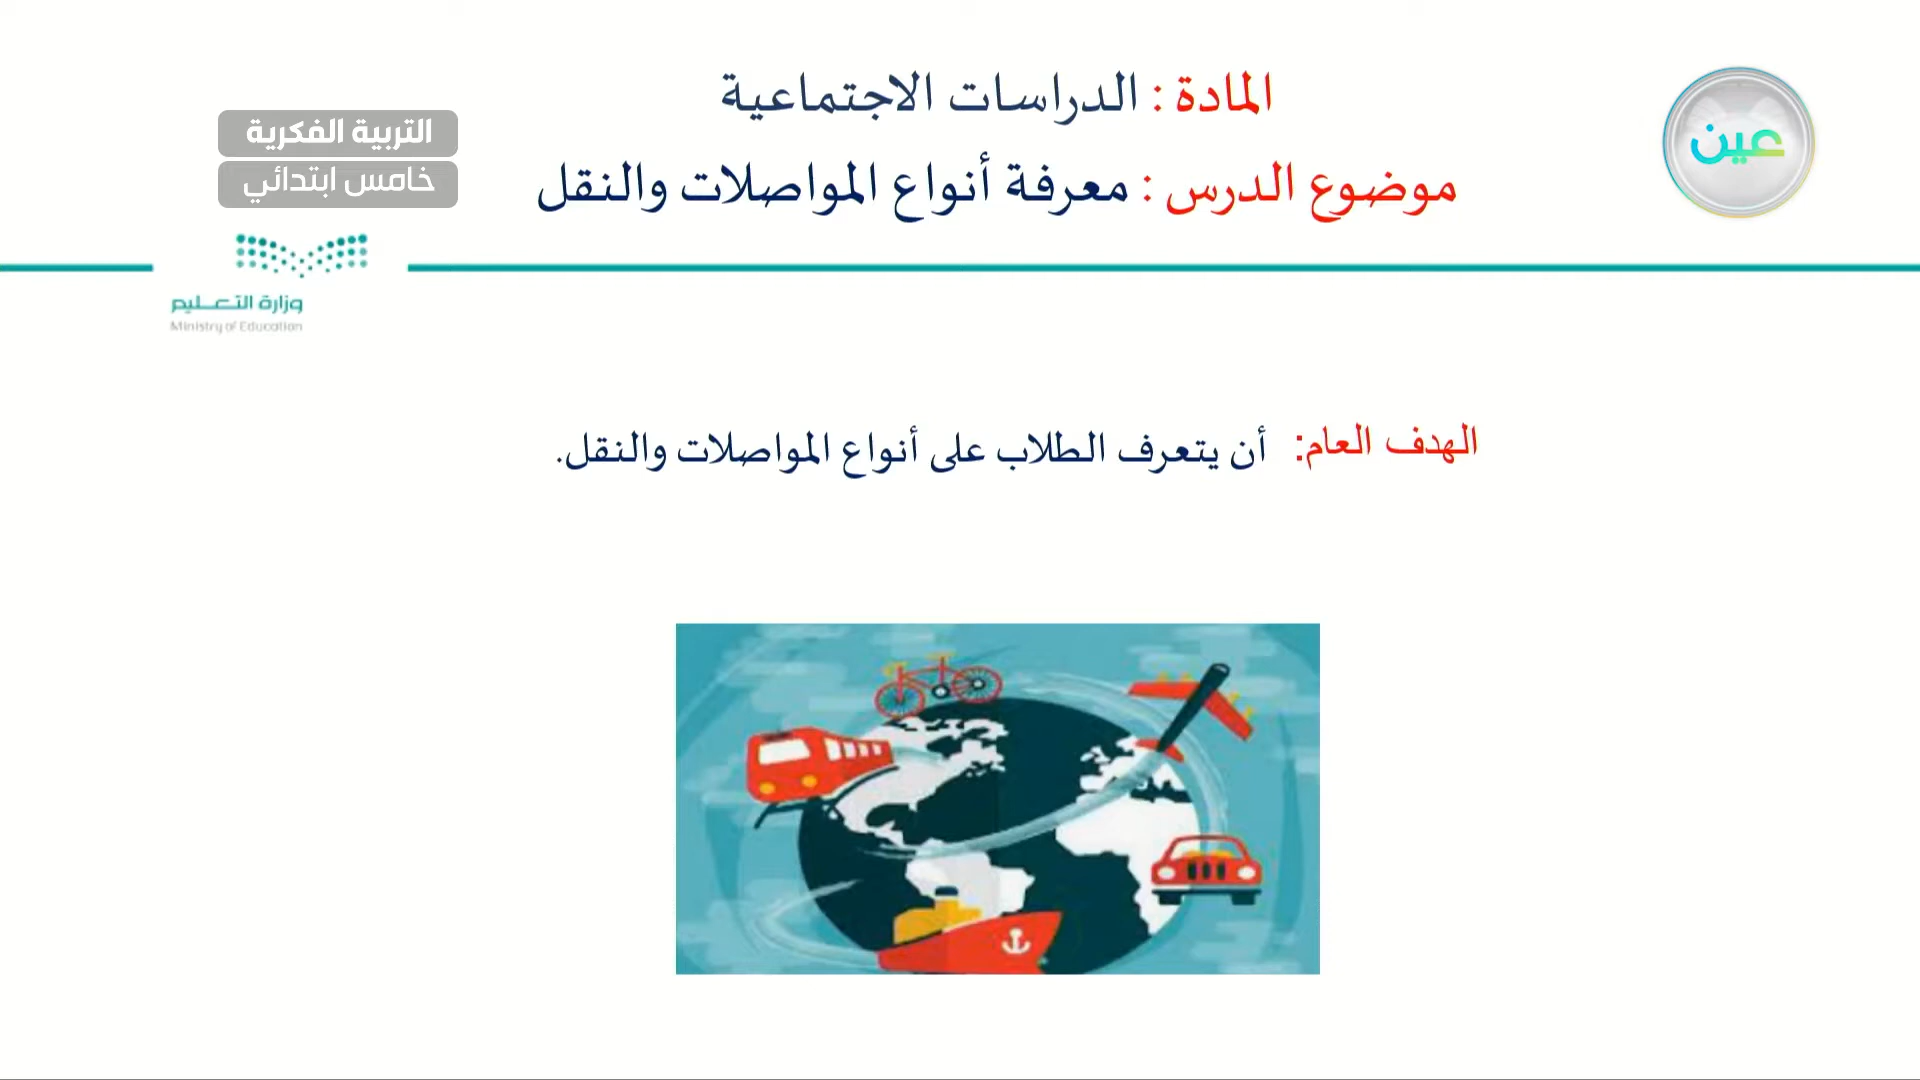 المادة : الدراسات الاجتماعية
موضوع الدرس : معرفة أنواع المواصلات والنقل
عين
التربية الفكرية
خامس ابتدائي
وزارة التعليم
Ministry of Education
الهدف العام: أن يتعرف الطلاب على أنواع المواصلات والنقل.